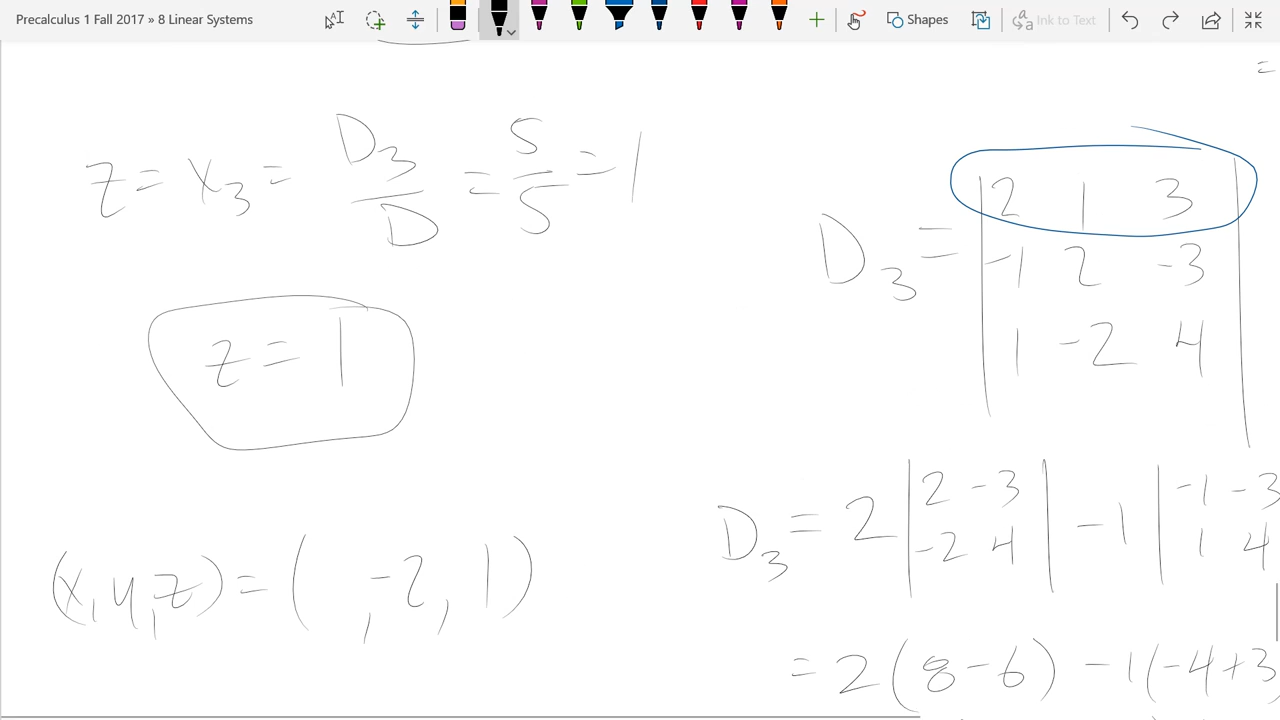 Precalculus 1 Fall 2017 » 8 Linear Systems
Shapes
Ink to Text
=
z = x₃ = D₃/D = 5/5 = 1
D₃ = | 2 1 3 |
| -1 2 -3 |
| 1 -2 4 |
z = 1
D₃ = 2 | 2 -3 | - 1 | -1 -3
| -2 4 | | 1 4
(x, y, z) = ( , -2, 1)
= 2(8 - 6) - 1(-4 + 3